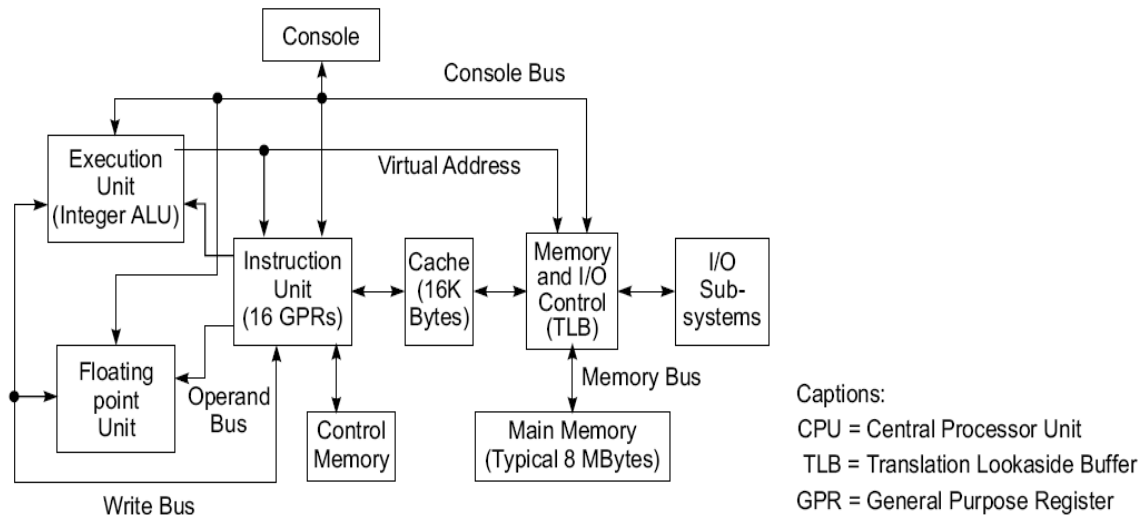 Console
Console Bus
Execution
Unit
(Integer ALU)
Virtual Address
Instruction
Unit
(16 GPRs)
Cache
(16K
Bytes)
Memory
and I/O
Control
(TLB)
I/O
Sub-
systems
Floating
point
Unit
Operand
Bus
Control
Memory
Memory Bus
Main Memory
(Typical 8 MBytes)
Write Bus
Captions:
CPU = Central Processor Unit
TLB = Translation Lookaside Buffer
GPR = General Purpose Register